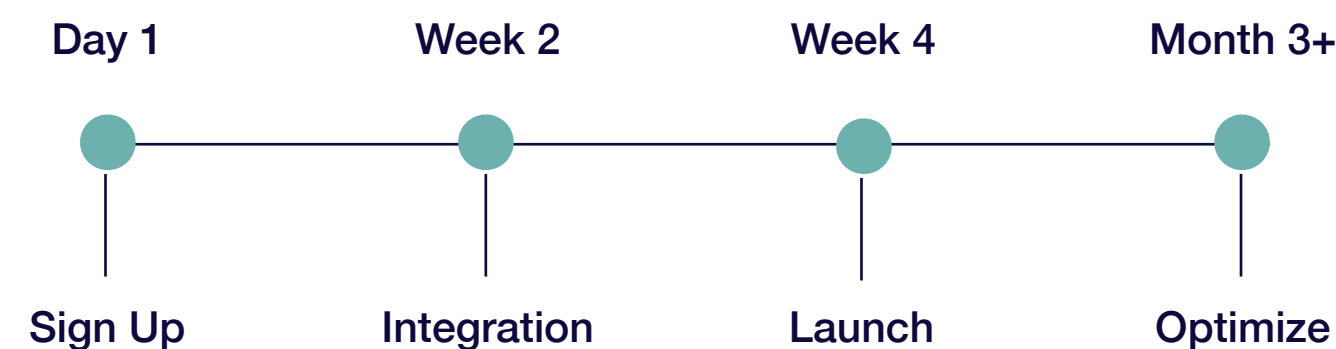 Day 1 Week 2 Week 4 Month 3+
Sign Up Integration Launch Optimize